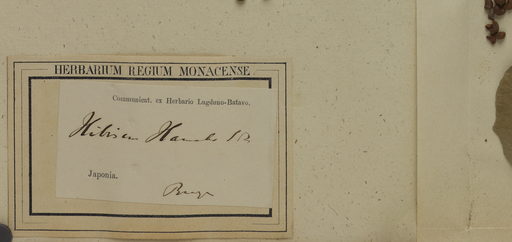 HERBARIUM REGIUM MONACENSE
Communicat. ex Herbario Lugduno-Batavo.
Hibiscus Hamabo S.Z.
Japonia.